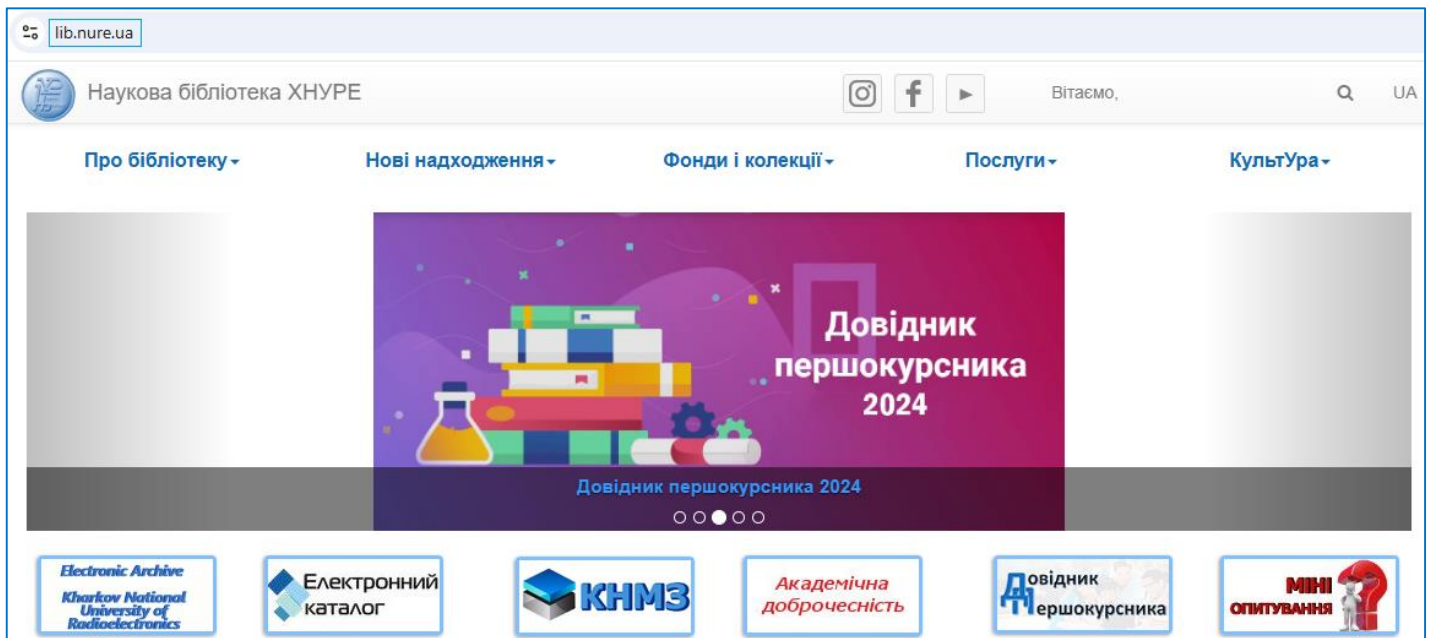 lib.nure.ua
Наукова бібліотека ХНУРЕ
Вітаємо,
UA
Про бібліотеку
Нові надходження
Фонди і колекції
Послуги
КультУра
Довідник
першокурсника
2024
Довідник першокурсника 2024
Electronic Archive
Kharkov National
University of
Radioelectronics
Електронний
каталог
КНМЗ
Академічна
доброчесність
Довідник
Першокурсника
МІНІ
ОПИТУВАННЯ